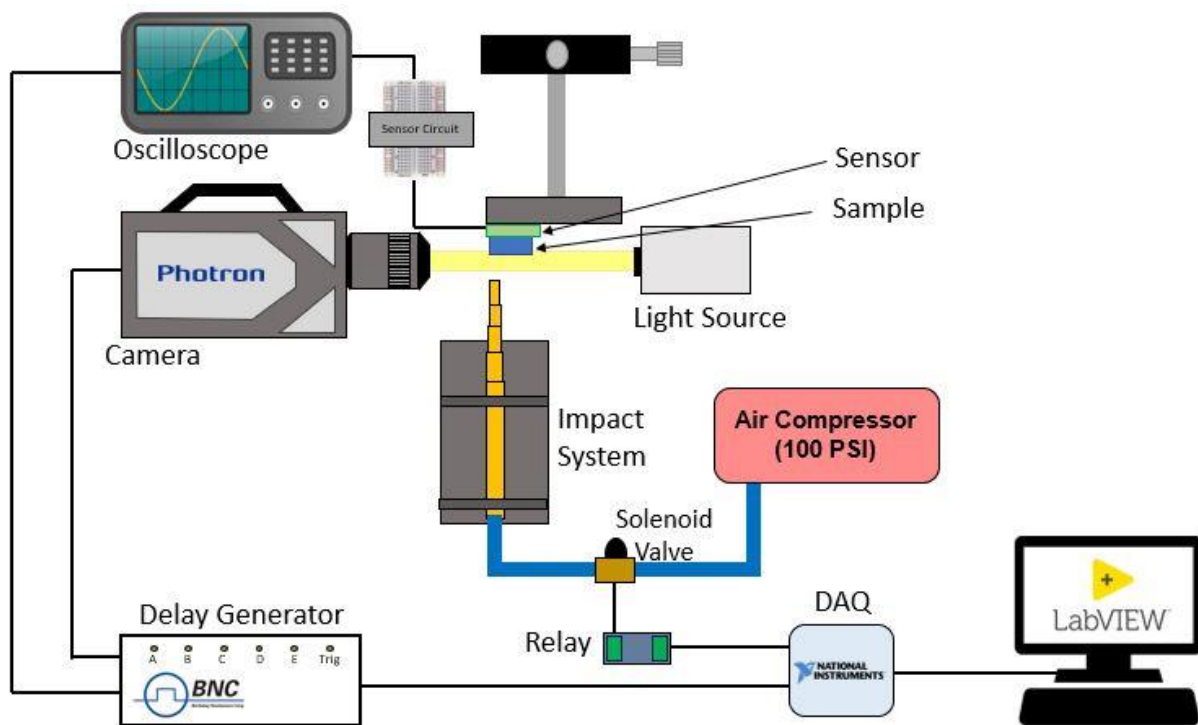 Oscilloscope
Sensor Circuit
Sensor
Sample
Photron
Camera
Light Source
Impact
System
Air Compressor
(100 PSI)
Solenoid
Valve
Relay
DAQ
NATIONAL
INSTRUMENTS
LabVIEW
Delay Generator
A B C D E Trig
BNC